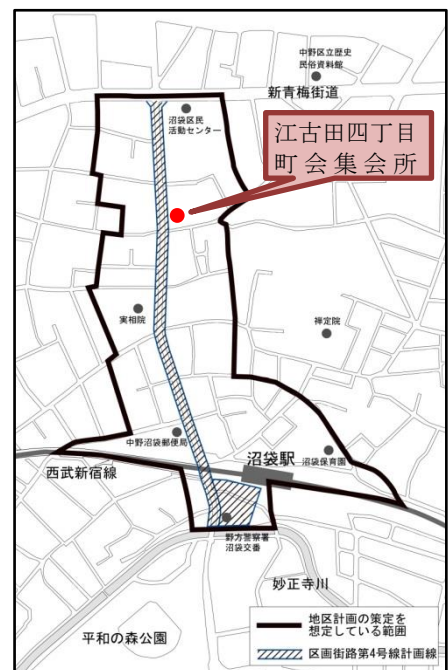 中野区立歴史
民俗資料館
新青梅街道
沼袋区民
活動センター
江古田四丁目
町会集会所
実相院
禅定院
中野沼袋郵便局
沼袋駅
沼袋保育園
西武新宿線
野方警察署
沼袋交番
妙正寺川
平和の森公園
地区計画の策定を
想定している範囲
区画街路第4号線計画線